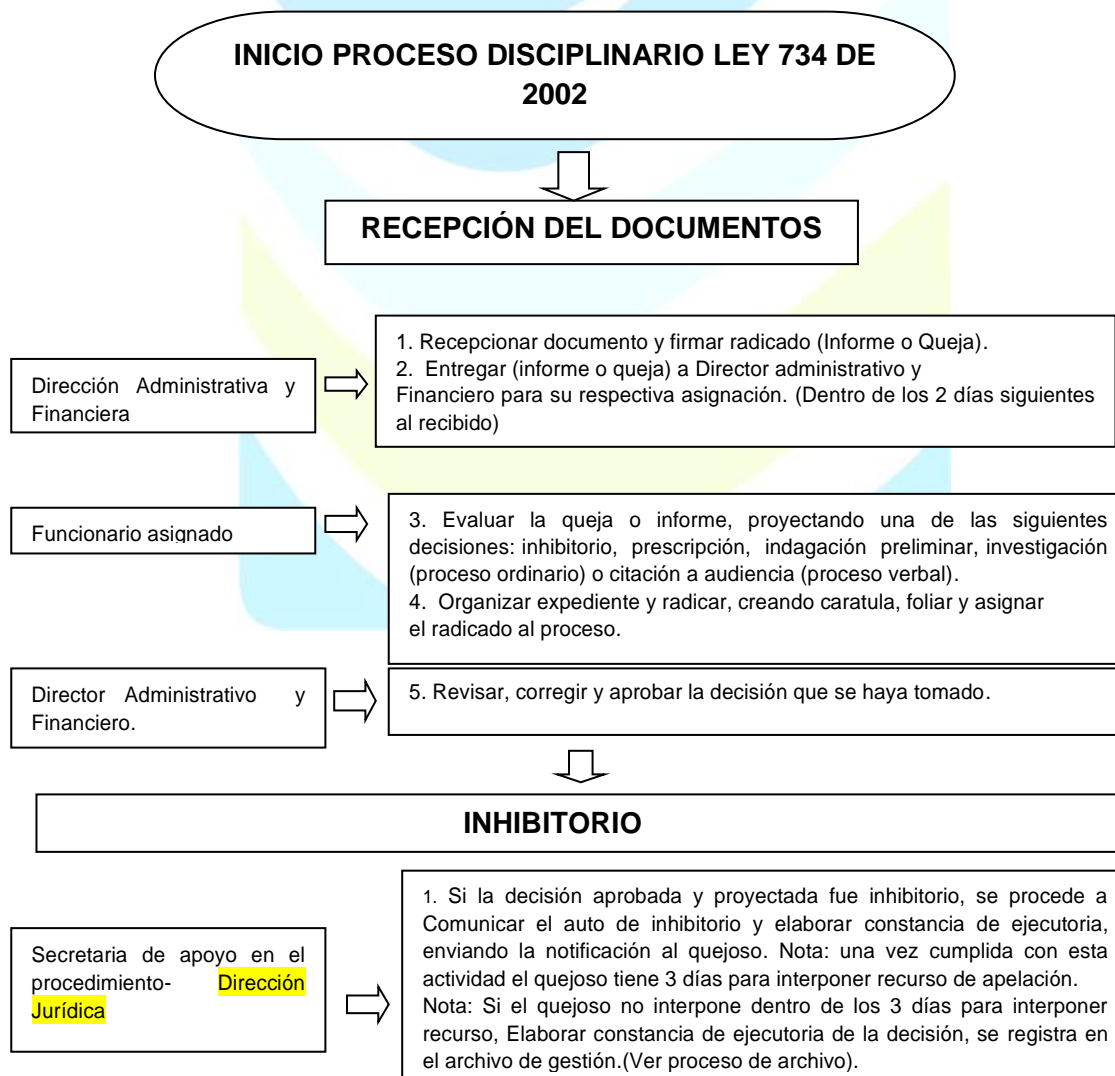 INICIO PROCESO DISCIPLINARIO LEY 734 DE
2002
RECEPCIÓN DEL DOCUMENTOS
Dirección Administrativa y
Financiera
1. Recepcionar documento y firmar radicado (Informe o Queja).
2. Entregar (informe o queja) a Director administrativo y
Financiero para su respectiva asignación. (Dentro de los 2 días siguientes
al recibido)
Funcionario asignado
3. Evaluar la queja o informe, proyectando una de las siguientes
decisiones: inhibitorio, prescripción, indagación preliminar, investigación
(proceso ordinario) o citación a audiencia (proceso verbal).
4. Organizar expediente y radicar, creando caratula, foliar y asignar
el radicado al proceso.
Director Administrativo y
Financiero.
5. Revisar, corregir y aprobar la decisión que se haya tomado.
INHIBITORIO
Secretaria de apoyo en el
procedimiento- Dirección
Jurídica
1. Si la decisión aprobada y proyectada fue inhibitorio, se procede a
Comunicar el auto de inhibitorio y elaborar constancia de ejecutoria,
enviando la notificación al quejoso. Nota: una vez cumplida con esta
actividad el quejoso tiene 3 días para interponer recurso de apelación.
Nota: Si el quejoso no interpone dentro de los 3 días para interponer
recurso, Elaborar constancia de ejecutoria de la decisión, se registra en
el archivo de gestión.(Ver proceso de archivo).